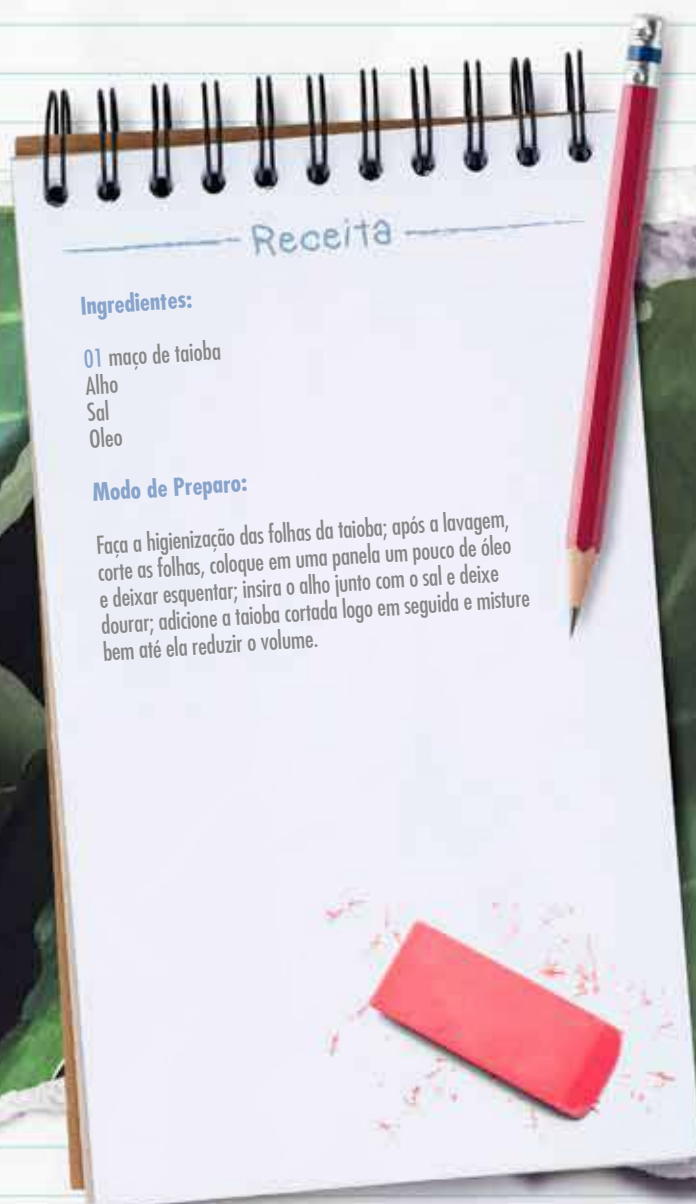 Receita
Ingredientes:
01 maço de taioba
Alho
Sal
Oleo
Modo de Preparo:
Faça a higienização das folhas da taioba; após a lavagem,
corte as folhas, coloque em uma panela um pouco de óleo
e deixar esquentar; insira o alho junto com o sal e deixe
dourar; adicione a taioba cortada logo em seguida e misture
bem até ela reduzir o volume.